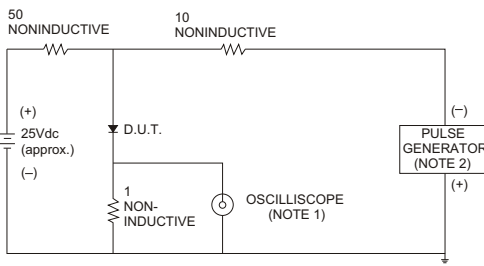 50
NONINDUCTIVE
10
NONINDUCTIVE
(+)
25Vdc
(approx.)
(–)
D.U.T.
1
NON-
INDUCTIVE
OSCILLISCOPE
(NOTE 1)
(–)
PULSE
GENERATOR
(NOTE 2)
(+)